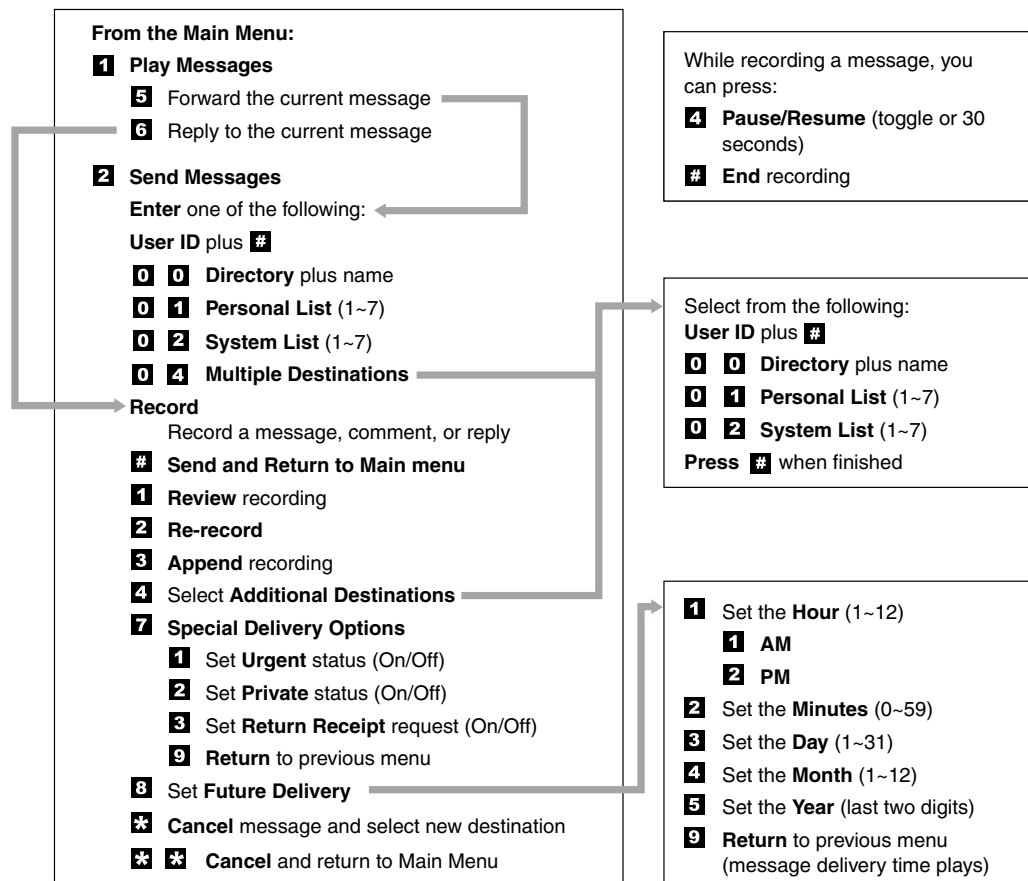 From the Main Menu:
1 Play Messages
5 Forward the current message
6 Reply to the current message
2 Send Messages
Enter one of the following:
User ID plus #
0 0 Directory plus name
0 1 Personal List (1~7)
0 2 System List (1~7)
0 4 Multiple Destinations
Record
Record a message, comment, or reply
# Send and Return to Main menu
1 Review recording
2 Re-record
3 Append recording
4 Select Additional Destinations
7 Special Delivery Options
1 Set Urgent status (On/Off)
2 Set Private status (On/Off)
3 Set Return Receipt request (On/Off)
9 Return to previous menu
8 Set Future Delivery
* Cancel message and select new destination
* * Cancel and return to Main Menu
While recording a message, you
can press:
4 Pause/Resume (toggle or 30
seconds)
# End recording
Select from the following:
User ID plus #
0 0 Directory plus name
0 1 Personal List (1~7)
0 2 System List (1~7)
Press # when finished
1 Set the Hour (1~12)
1 AM
2 PM
2 Set the Minutes (0~59)
3 Set the Day (1~31)
4 Set the Month (1~12)
5 Set the Year (last two digits)
9 Return to previous menu
(message delivery time plays)